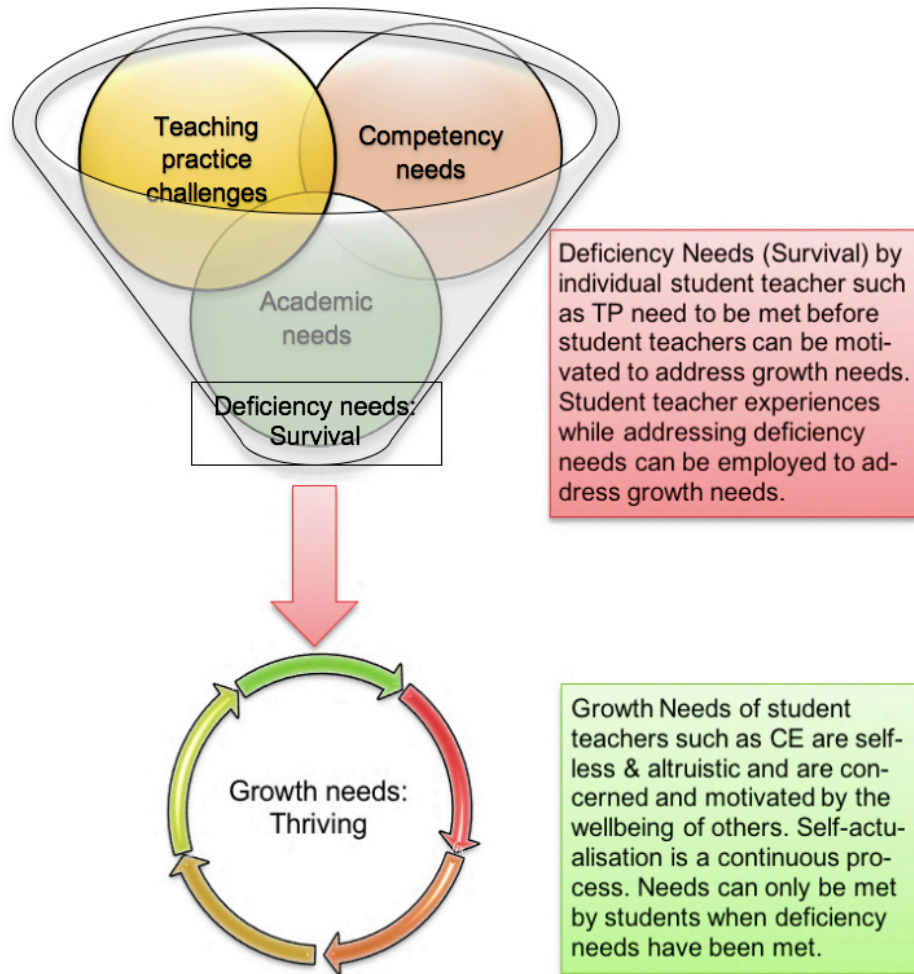 Teaching
practice
challenges
Competency
needs
Academic
needs
Deficiency needs:
Survival
Deficiency Needs (Survival) by
individual student teacher such
as TP need to be met before
student teachers can be moti-
vated to address growth needs.
Student teacher experiences
while addressing deficiency
needs can be employed to ad-
dress growth needs.
Growth needs:
Thriving
Growth Needs of student
teachers such as CE are self-
less & altruistic and are con-
cerned and motivated by the
wellbeing of others. Self-actu-
alisation is a continuous pro-
cess. Needs can only be met
by students when deficiency
needs have been met.